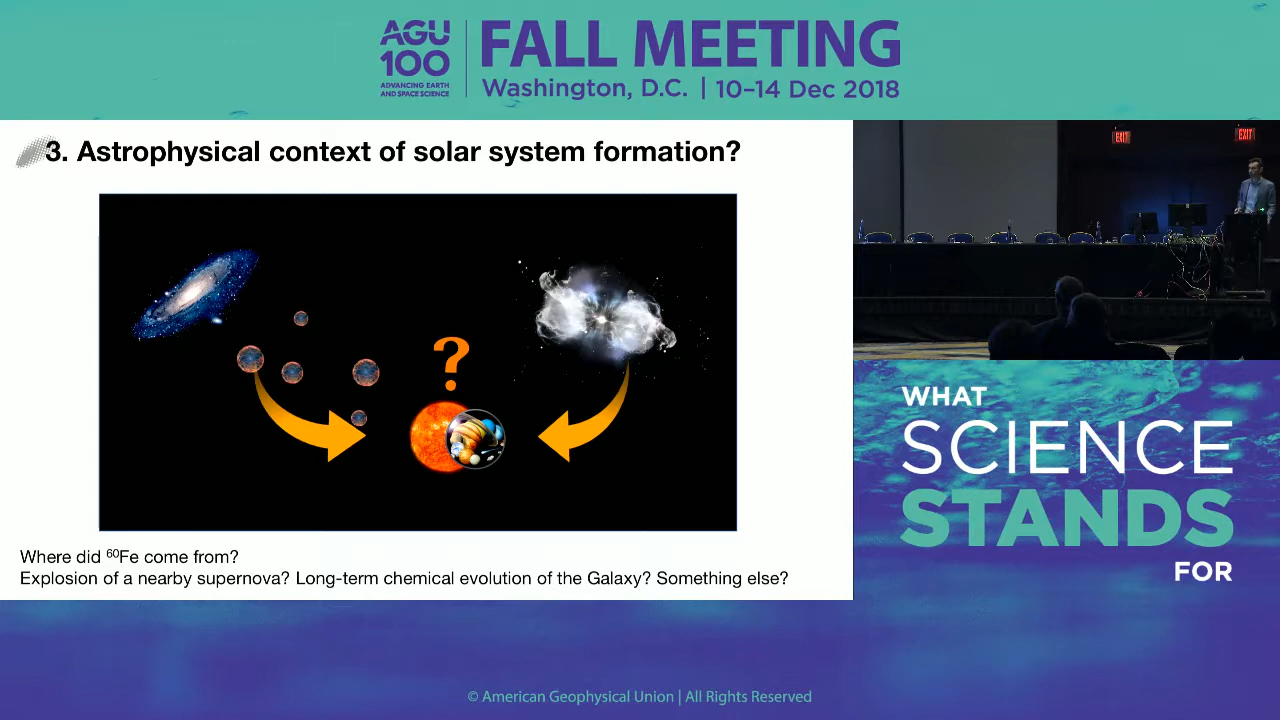 AGU
100
ADVANCING EARTH
AND SPACE SCIENCE
FALL MEETING
Washington, D.C. | 10–14 Dec 2018
3. Astrophysical context of solar system formation?
?
Where did ⁶⁰Fe come from?
Explosion of a nearby supernova? Long-term chemical evolution of the Galaxy? Something else?
EXIT
EXIT
WHAT
SCIENCE
STANDS
FOR
© American Geophysical Union | All Rights Reserved